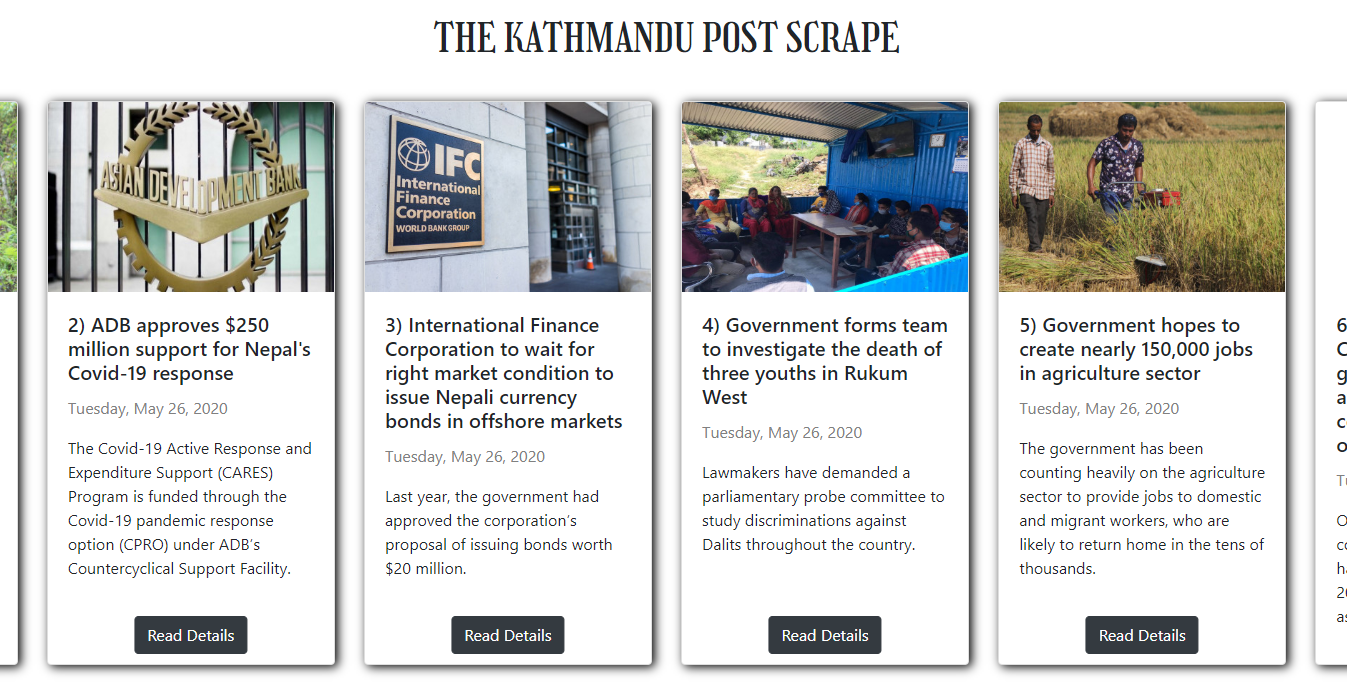 THE KATHMANDU POST SCRAPE
ASIAN DEVELOPMENT BANK
2) ADB approves $250
million support for Nepal's
Covid-19 response
Tuesday, May 26, 2020
The Covid-19 Active Response and
Expenditure Support (CARES)
Program is funded through the
Covid-19 pandemic response
option (CPRO) under ADB's
Countercyclical Support Facility.
Read Details
IFC
International
Finance
Corporation
WORLD BANK GROUP
3) International Finance
Corporation to wait for
right market condition to
issue Nepali currency
bonds in offshore markets
Tuesday, May 26, 2020
Last year, the government had
approved the corporation's
proposal of issuing bonds worth
$20 million.
Read Details
4) Government forms team
to investigate the death of
three youths in Rukum
West
Tuesday, May 26, 2020
Lawmakers have demanded a
parliamentary probe committee to
study discriminations against
Dalits throughout the country.
Read Details
5) Government hopes to
create nearly 150,000 jobs
in agriculture sector
Tuesday, May 26, 2020
The government has been
counting heavily on the agriculture
sector to provide jobs to domestic
and migrant workers, who are
likely to return home in the tens of
thousands.
Read Details